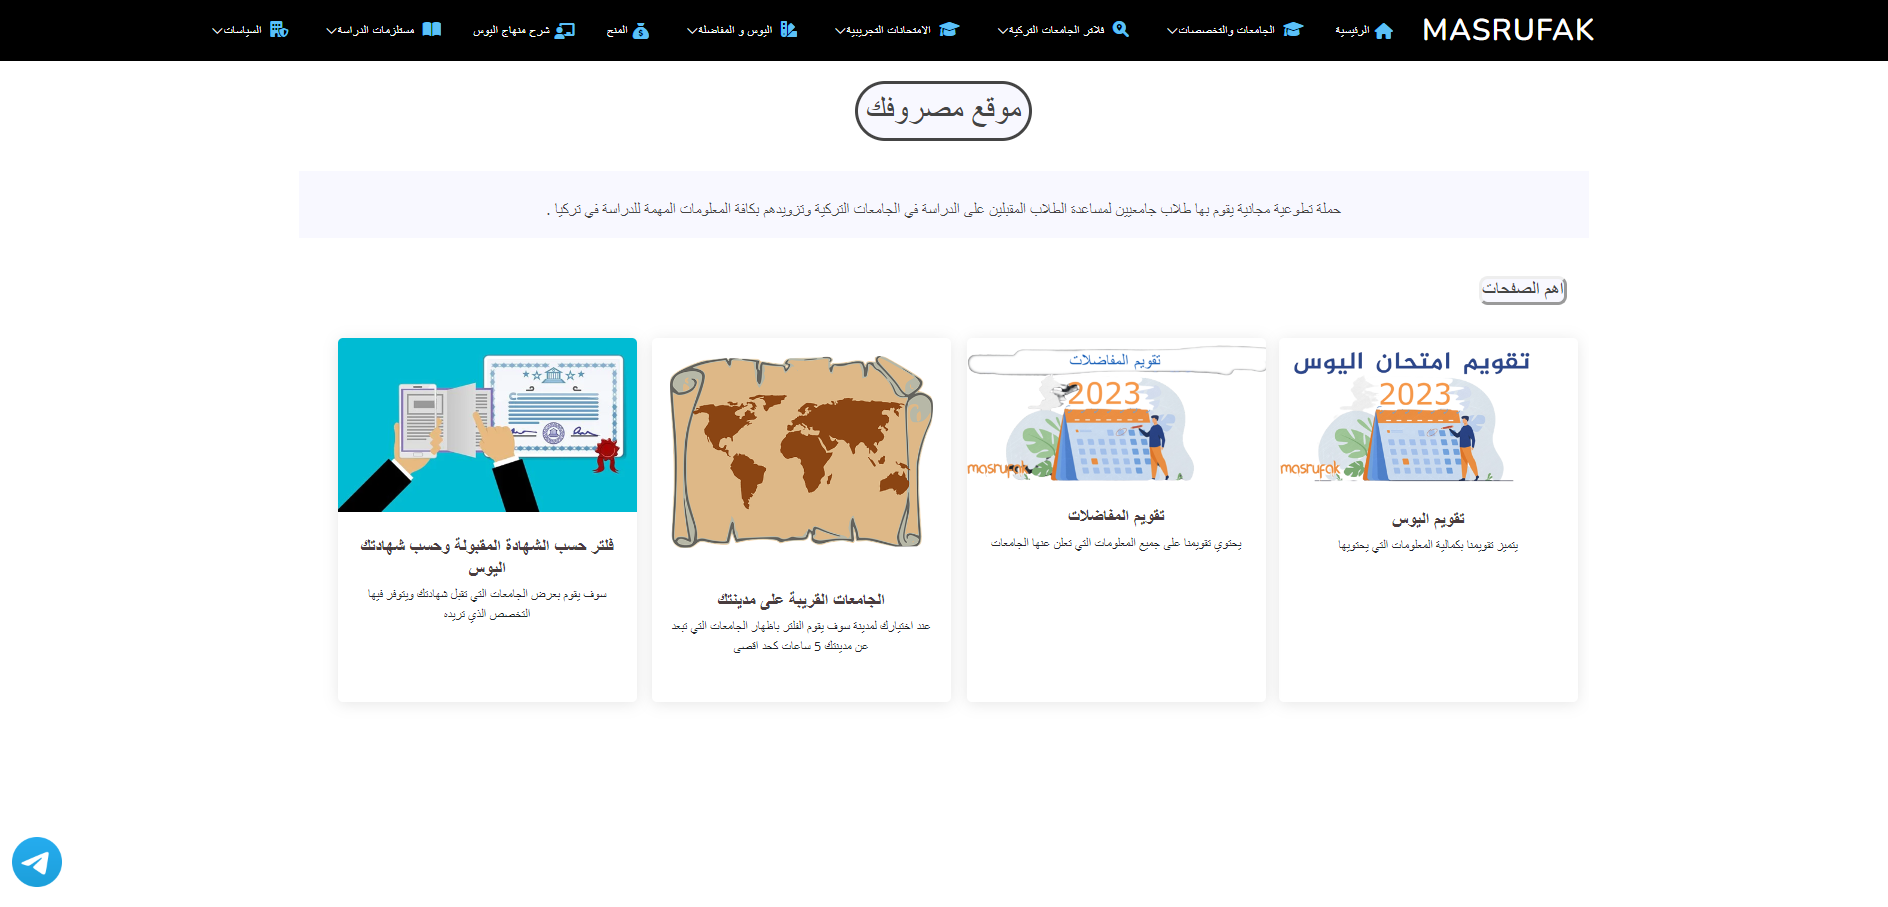 MASRUFAK
الرئيسية
الجامعات والتخصصات
فلاتر الجامعات التركية
الامتحانات التجريبية
اليوس و المفاضلة
المنح
شرح منهاج اليوس
مستلزمات الدراسة
السياسات
موقع مصروفك
حملة تطوعية مجانية يقوم بها طلاب جامعيين لمساعدة الطلاب المقبلين على الدراسة في الجامعات التركية وتزويدهم بكافة المعلومات المهمة للدراسة في تركيا .
اهم الصفحات
تقويم امتحان اليوس
2023
masrufak
تقويم اليوس
يتميز تقويمنا بكمالية المعلومات التي يحتويها
تقويم المفاضلات
2023
masrufak
تقويم المفاضلات
يحتوي تقويمنا على جميع المعلومات التي تعلن عنها الجامعات
الجامعات القريبة على مدينتك
عند اختيارك لمدينة سوف يقوم الفلتر باظهار الجامعات التي تبعد
عن مدينتك 5 ساعات كحد اقصى
فلتر حسب الشهادة المقبولة وحسب شهادتك
اليوس
سوف يقوم بعرض الجامعات التي تقبل شهادتك ويتوفر فيها
التخصص الذي تريده